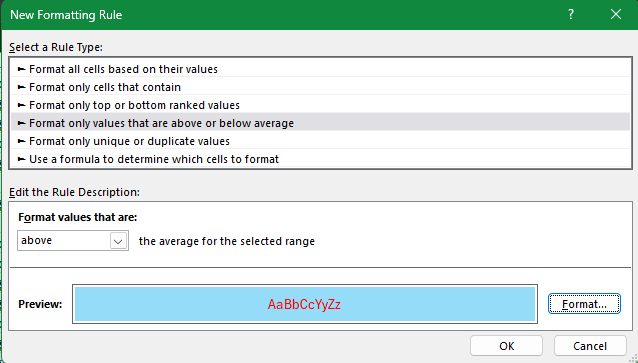 New Formatting Rule
?
Select a Rule Type:
► Format all cells based on their values
► Format only cells that contain
► Format only top or bottom ranked values
► Format only values that are above or below average
► Format only unique or duplicate values
► Use a formula to determine which cells to format
Edit the Rule Description:
Format values that are:
above the average for the selected range
Preview: AaBbCcYyZz Format...
OK Cancel